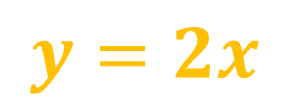 y = 2x